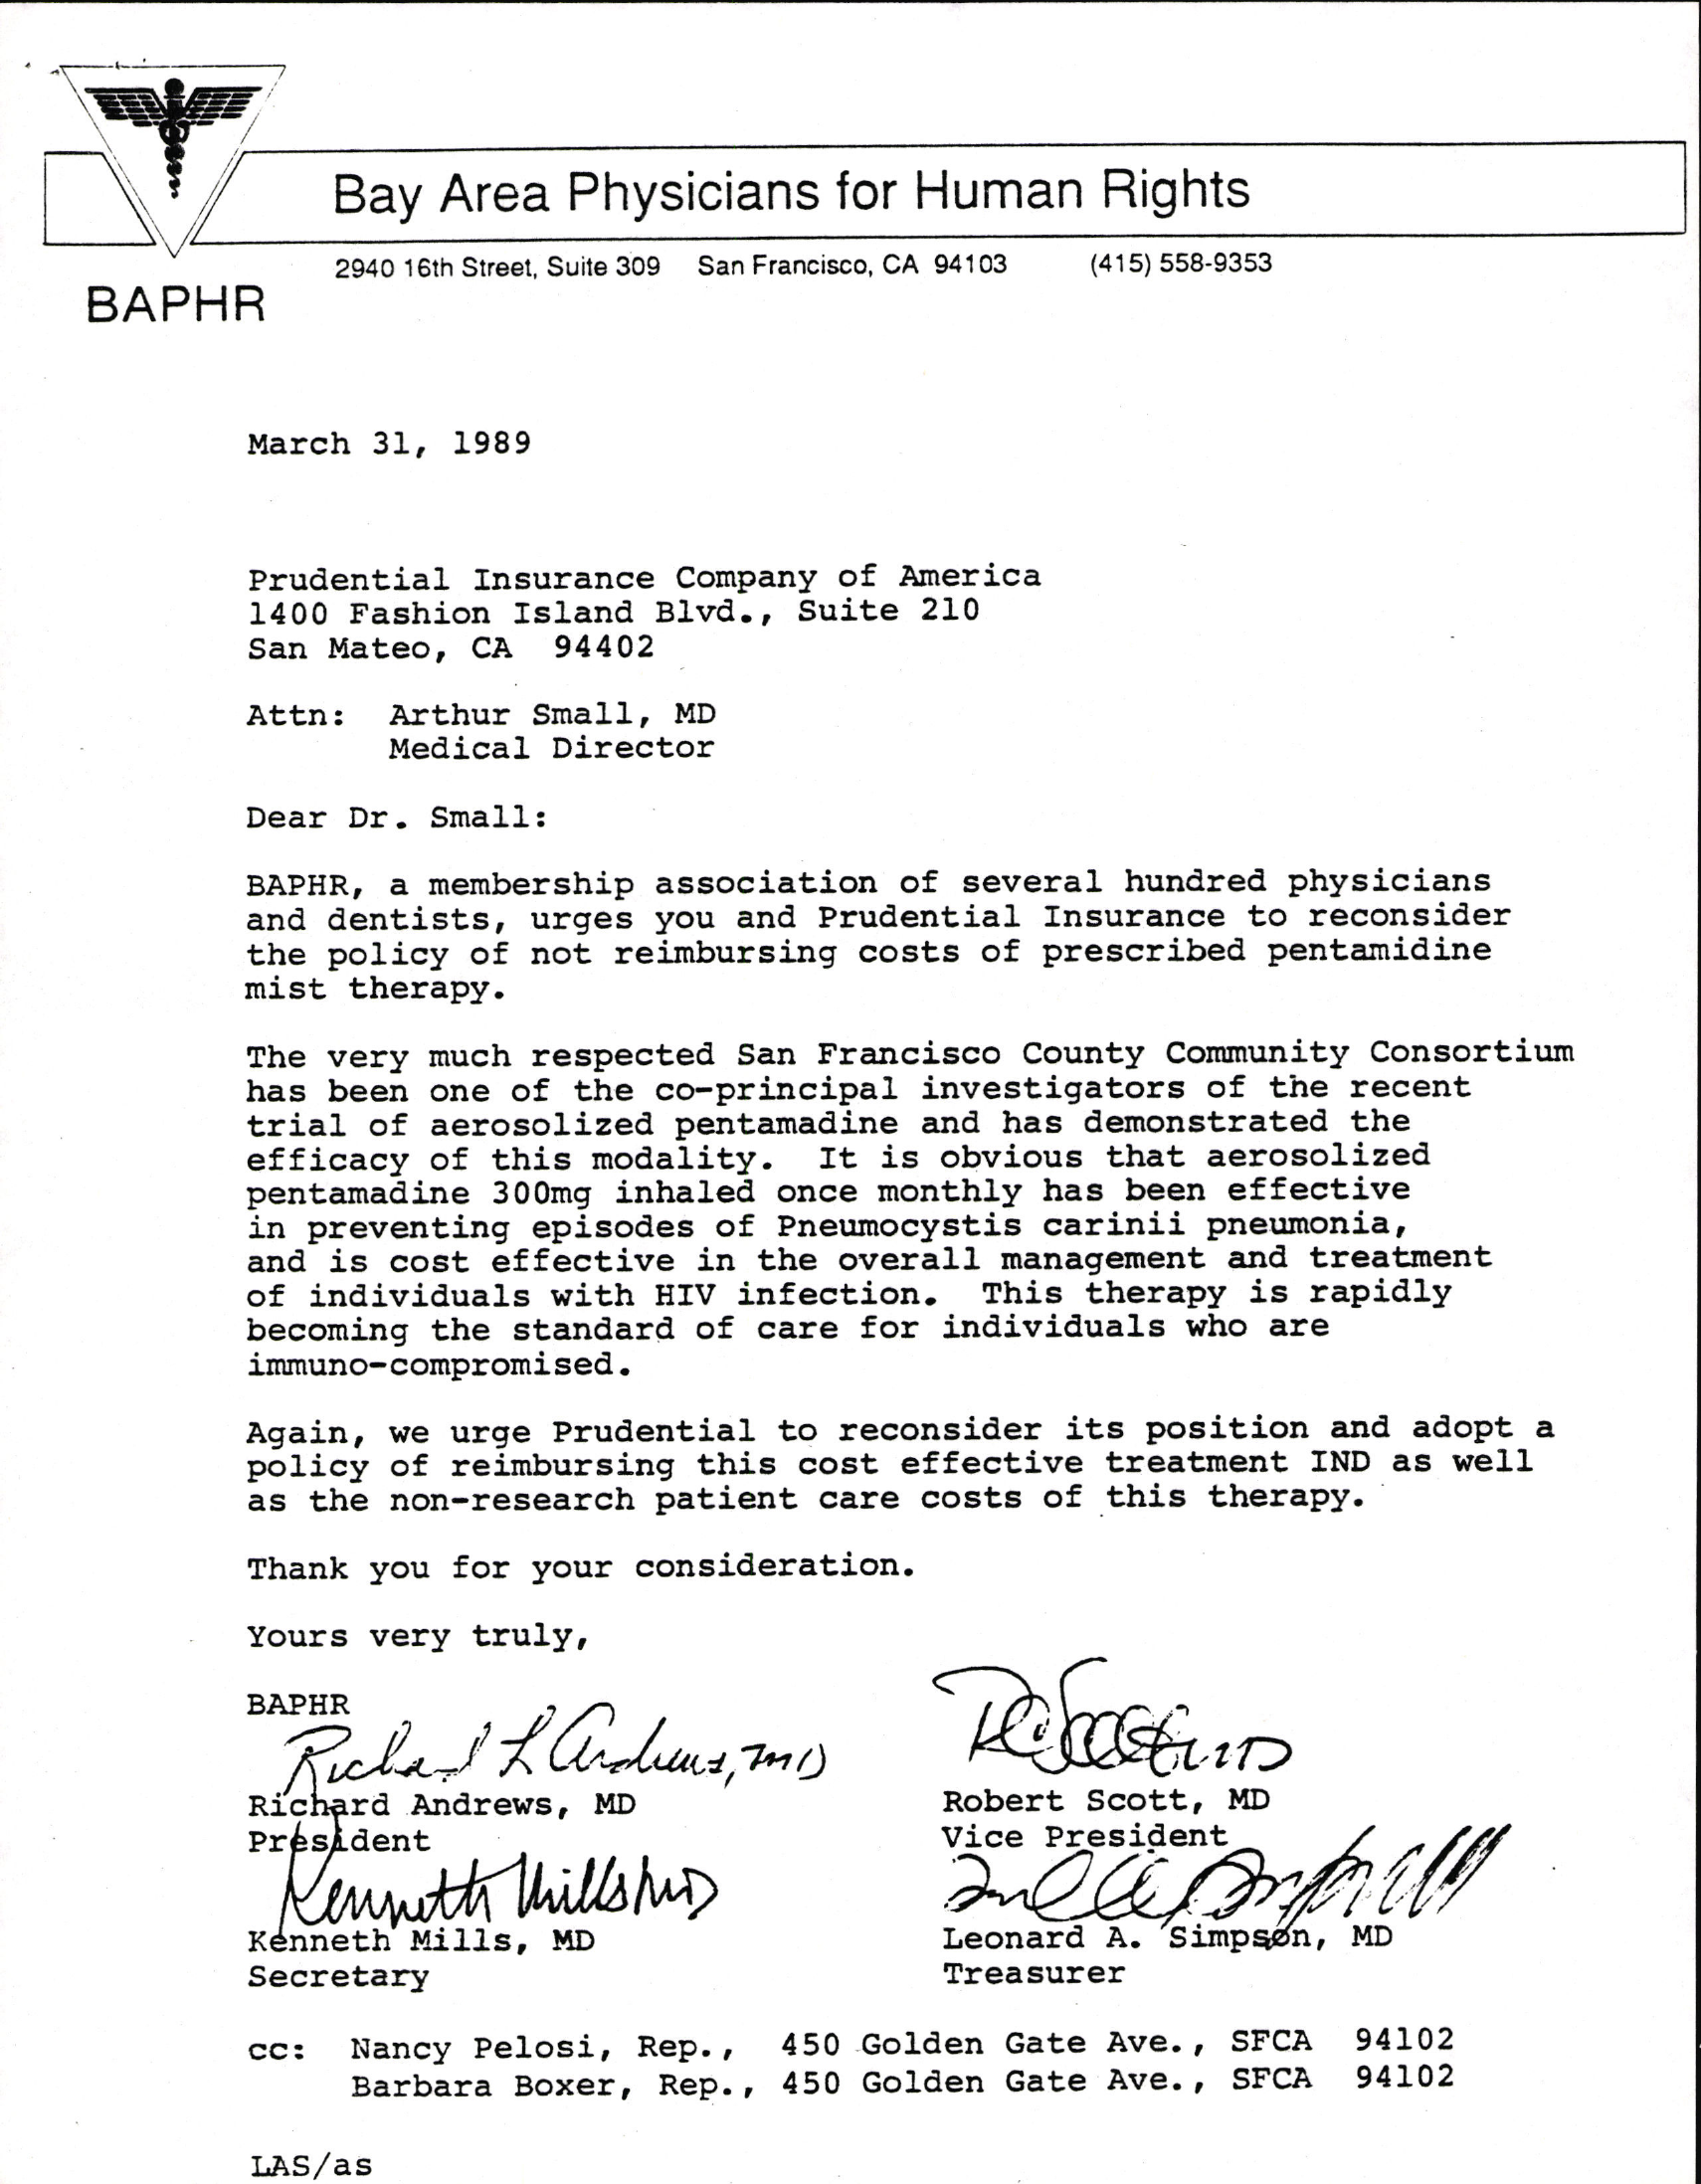 Bay Area Physicians for Human Rights
2940 16th Street, Suite 309 San Francisco, CA 94103 (415) 558-9353
BAPHR
March 31, 1989
Prudential Insurance Company of America
1400 Fashion Island Blvd., Suite 210
San Mateo, CA 94402
Attn: Arthur Small, MD
Medical Director
Dear Dr. Small:
BAPHR, a membership association of several hundred physicians
and dentists, urges you and Prudential Insurance to reconsider
the policy of not reimbursing costs of prescribed pentamidine
mist therapy.
The very much respected San Francisco County Community Consortium
has been one of the co-principal investigators of the recent
trial of aerosolized pentamadine and has demonstrated the
efficacy of this modality. It is obvious that aerosolized
pentamadine 300mg inhaled once monthly has been effective
in preventing episodes of Pneumocystis carinii pneumonia,
and is cost effective in the overall management and treatment
of individuals with HIV infection. This therapy is rapidly
becoming the standard of care for individuals who are
immuno-compromised.
Again, we urge Prudential to reconsider its position and adopt a
policy of reimbursing this cost effective treatment IND as well
as the non-research patient care costs of this therapy.
Thank you for your consideration.
Yours very truly,
BAPHR
Richard L Andrews, MD
Richard Andrews, MD
President
Robert Scott, MD
Vice President
Kenneth Mills MD
Kenneth Mills, MD
Secretary
Leonard A. Simpson, MD
Treasurer
cc: Nancy Pelosi, Rep., 450 Golden Gate Ave., SFCA 94102
Barbara Boxer, Rep., 450 Golden Gate Ave., SFCA 94102
LAS/as